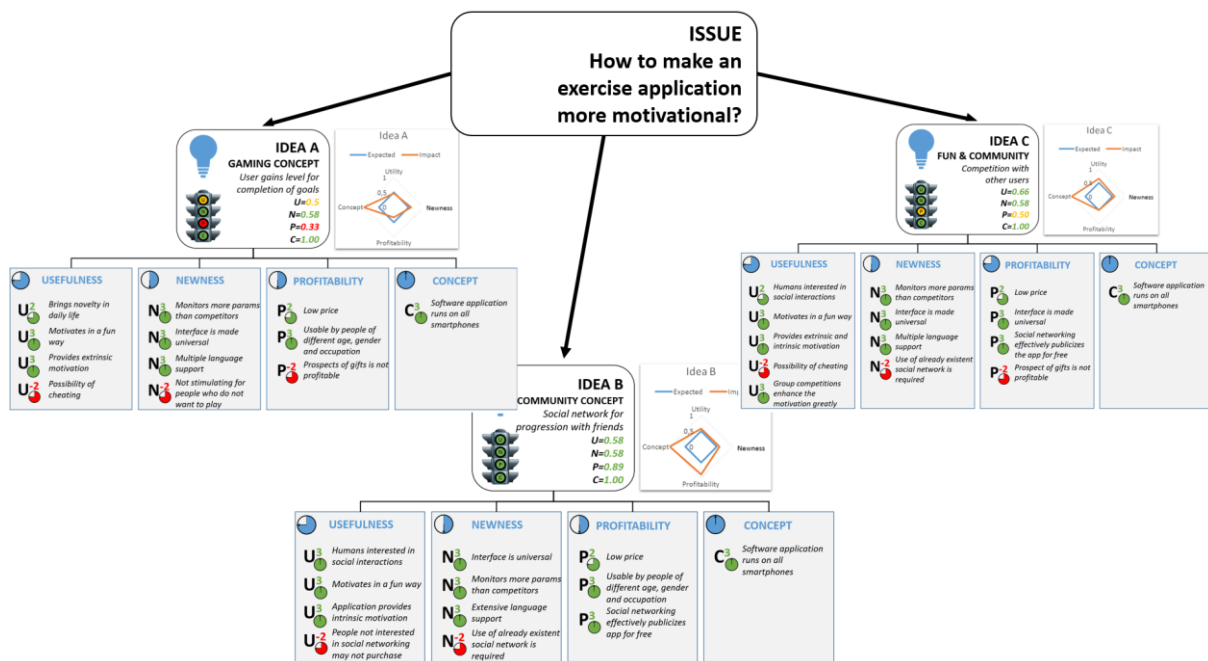 ISSUE
How to make an
exercise application
more motivational?
IDEA A
GAMING CONCEPT
User gains level for
completion of goals
U=0.5
N=0.58
P=0.33
C=1.00
Idea A
Expected Impact
Utility
1
0,5
0
Concept
Newness
Profitability
USEFULNESS
U2 Brings novelty in
daily life
U3 Motivates in a fun
way
U3 Provides extrinsic
motivation
U-2 Possibility of
cheating
NEWNESS
N3 Monitors more params
than competitors
N3 Interface is made
universal
N3 Multiple language
support
N-2 Not stimulating for
people who do not
want to play
PROFITABILITY
P2 Low price
P3 Usable by people of
different age, gender
and occupation
P-2 Prospects of gifts is not
profitable
CONCEPT
C3 Software application
runs on all
smartphones
IDEA B
COMMUNITY CONCEPT
Social network for
progression with friends
U=0.58
N=0.58
P=0.89
C=1.00
Idea B
Expected
Utility
1
0,5
0
Concept
Newness
Profitability
USEFULNESS
U3 Humans interested in
social interactions
U3 Motivates in a fun way
U3 Application provides
intrinsic motivation
U-2 People not interested
in social networking
may not purchase
NEWNESS
N3 Interface is universal
N3 Monitors more params
than competitors
N3 Extensive language
support
N-2 Use of already existent
social network is
required
PROFITABILITY
P2 Low price
P3 Usable by people of
different age, gender
and occupation
P3 Social networking
effectively publicizes
app for free
CONCEPT
C3 Software application
runs on all
smartphones
IDEA C
FUN & COMMUNITY
Competition with
other users
U=0.66
N=0.58
P=0.50
C=1.00
Idea C
Expected Impact
Utility
1
0,5
0
Concept
Newness
Profitability
USEFULNESS
U2 Humans interested in
social interactions
U3 Motivates in a fun way
U3 Provides extrinsic and
intrinsic motivation
U-2 Possibility of cheating
U3 Group competitions
enhance the
motivation greatly
NEWNESS
N3 Monitors more params
than competitors
N3 Interface is made
universal
N3 Multiple language
support
N-2 Use of already existent
social network is
required
PROFITABILITY
P2 Low price
P3 Interface is made
universal
P3 Social networking
effectively publicizes
the app for free
P-2 Prospect of gifts is not
profitable
CONCEPT
C3 Software application
runs on all
smartphones